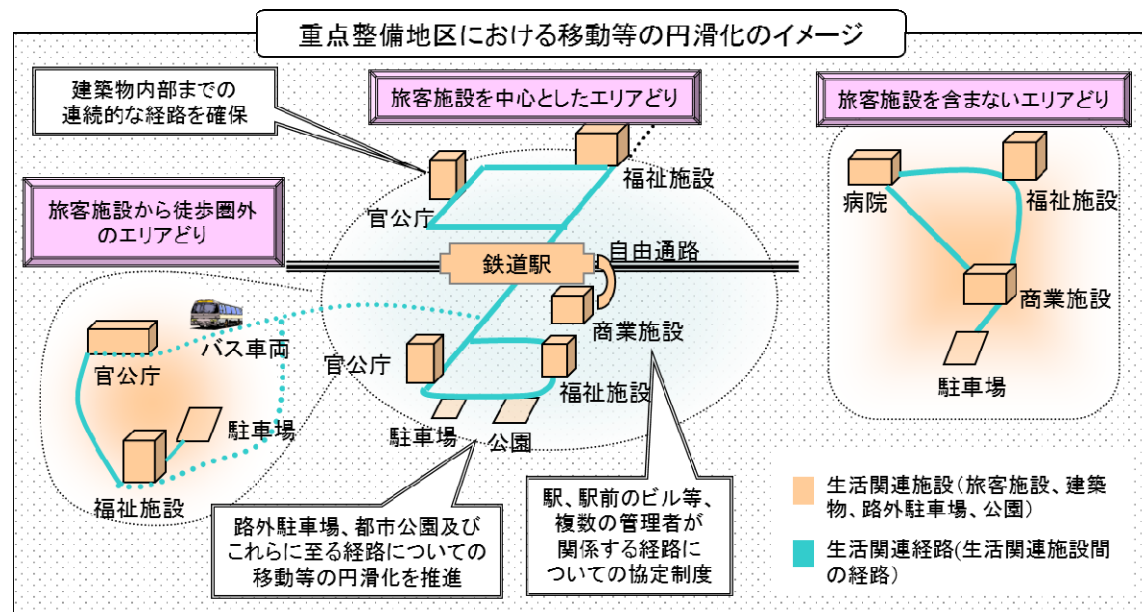 重点整備地区における移動等の円滑化のイメージ
建築物内部までの
連続的な経路を確保
旅客施設を中心としたエリアどり
旅客施設を含まないエリアどり
旅客施設から徒歩圏外
のエリアどり
官公庁
福祉施設
鉄道駅
自由通路
商業施設
官公庁
福祉施設
駐車場
公園
バス車両
官公庁
駐車場
福祉施設
病院
福祉施設
商業施設
駐車場
路外駐車場、都市公園及び
これらに至る経路についての
移動等の円滑化を推進
駅、駅前のビル等、
複数の管理者が
関係する経路に
ついての協定制度
生活関連施設(旅客施設、建築
物、路外駐車場、公園)
生活関連経路(生活関連施設間
の経路)